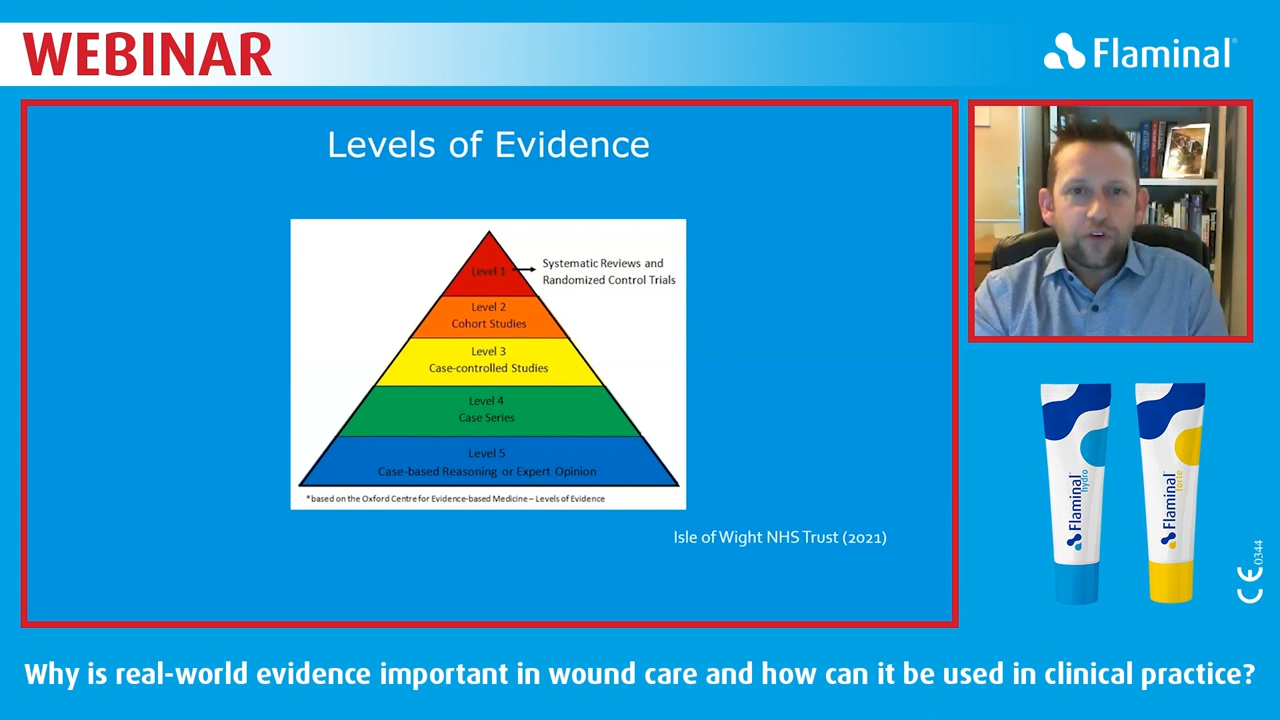 WEBINAR
Flaminal®
Levels of Evidence
Level 1
Systematic Reviews and
Randomized Control Trials
Level 2
Cohort Studies
Level 3
Case-controlled Studies
Level 4
Case Series
Level 5
Case-based Reasoning or Expert Opinion
*based on the Oxford Centre for Evidence-based Medicine – Levels of Evidence
Isle of Wight NHS Trust (2021)
Flaminal®
hydro
Flaminal®
forte
CE 0344
Why is real-world evidence important in wound care and how can it be used in clinical practice?